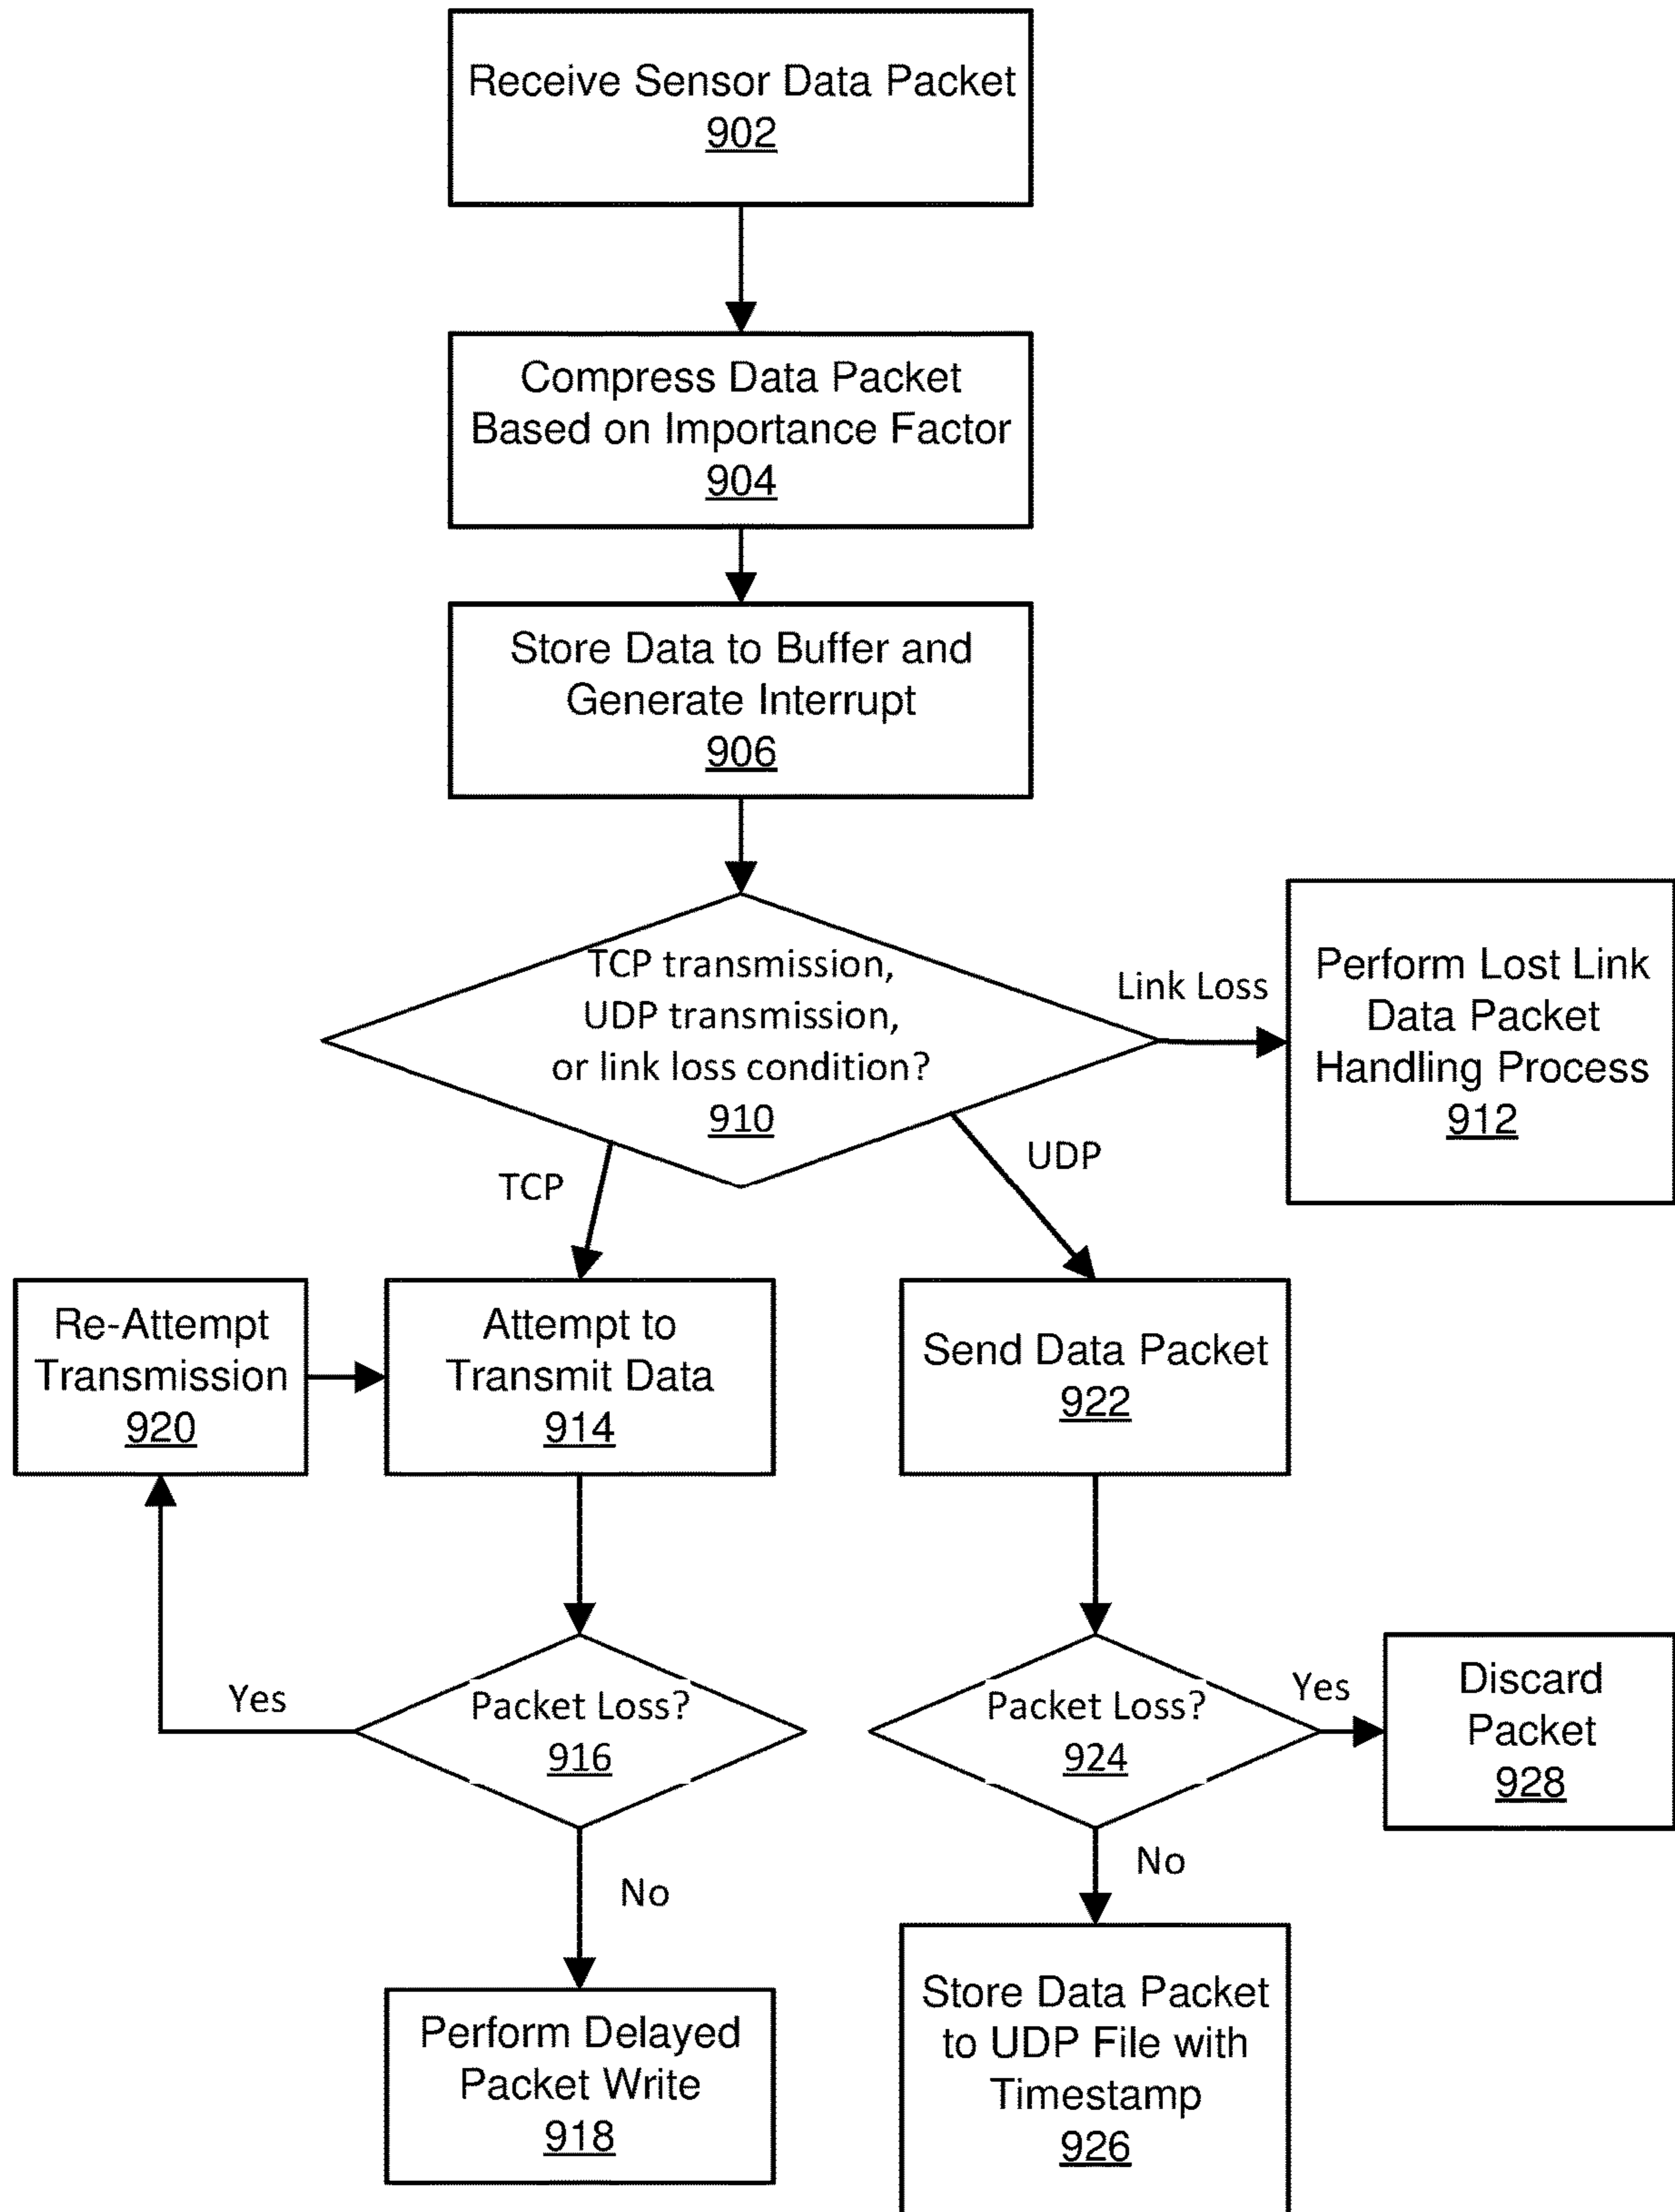 Receive Sensor Data Packet
902
Compress Data Packet
Based on Importance Factor
904
Store Data to Buffer and
Generate Interrupt
906
TCP transmission,
UDP transmission,
or link loss condition?
910
Link Loss
Perform Lost Link
Data Packet
Handling Process
912
TCP
UDP
Re-Attempt
Transmission
920
Attempt to
Transmit Data
914
Send Data Packet
922
Yes
Packet Loss?
916
Packet Loss?
924
Yes
Discard
Packet
928
No
No
Perform Delayed
Packet Write
918
Store Data Packet
to UDP File with
Timestamp
926